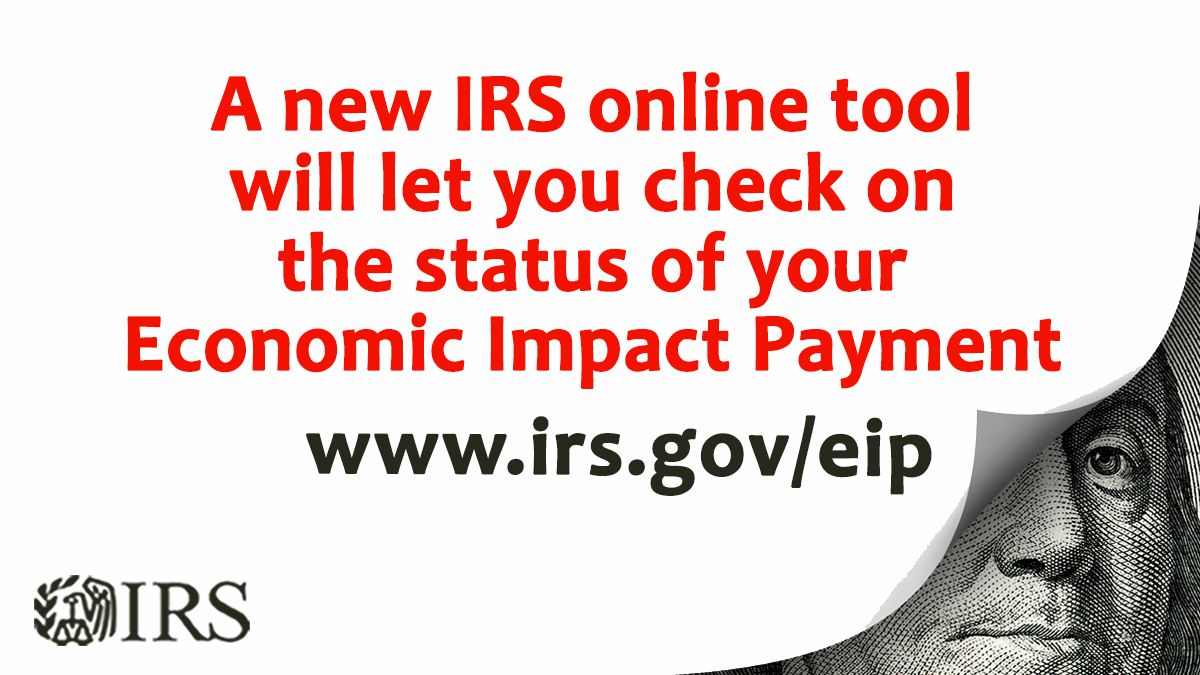 A new IRS online tool
will let you check on
the status of your
Economic Impact Payment
www.irs.gov/eip
IRS